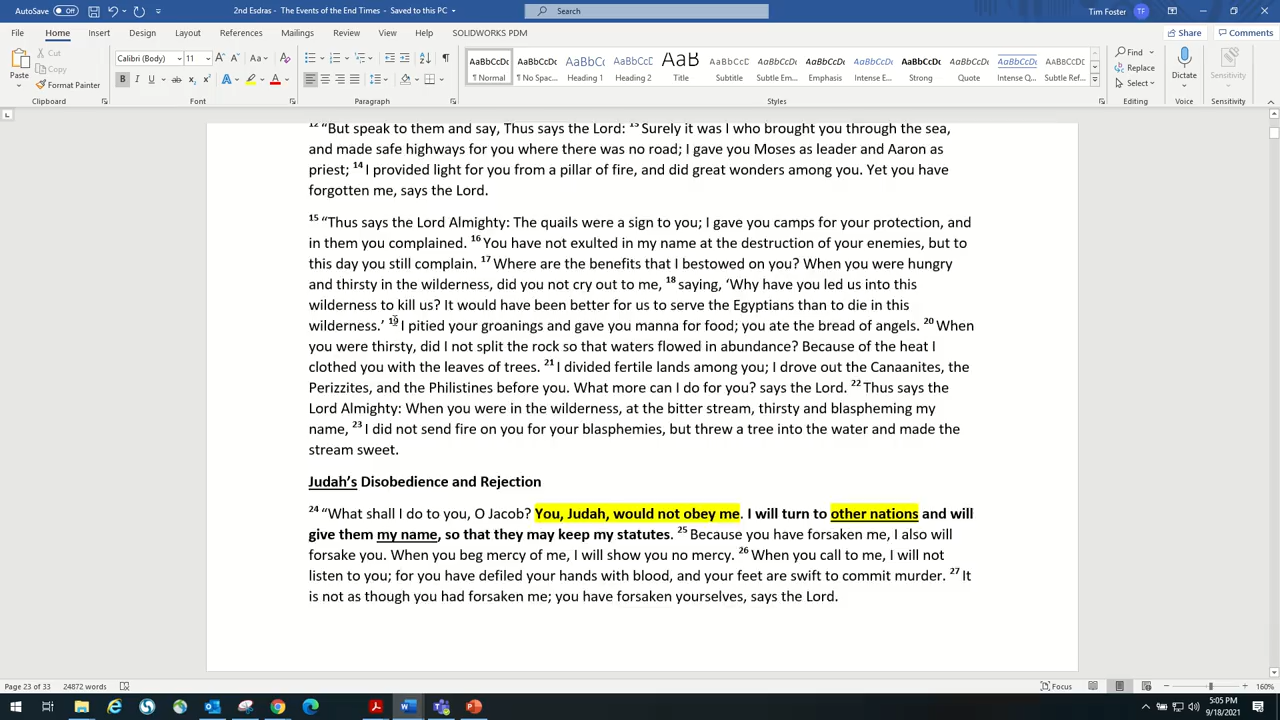 AutoSave Off 2nd Esdras - The Events of the End Times - Saved to this PC Search Tim Foster TF
File Home Insert Design Layout References Mailings Review View Help SOLIDWORKS PDM Share Comments
Paste Cut Copy Format Painter Calibri (Body) 11
AaBbCcDc AaBbCcDc AaBbCc AaBbCcC AaB AaBbCcC AaBbCcDc AaBbCcDc AaBbCcDc AaBbCcDc AaBbCcDc AaBbCcDc AABBCCDC
¶ Normal ¶ No Spac... Heading 1 Heading 2 Title Subtitle Subtle Em... Emphasis Intense E... Strong Quote Intense Q... Subtle Ref...
Find Replace Select Dictate Sensitivity
Clipboard Font Paragraph Styles Editing Voice Sensitivity
12 “But speak to them and say, Thus says the Lord: 13 Surely it was I who brought you through the sea,
and made safe highways for you where there was no road; I gave you Moses as leader and Aaron as
priest; 14 I provided light for you from a pillar of fire, and did great wonders among you. Yet you have
forgotten me, says the Lord.
15 “Thus says the Lord Almighty: The quails were a sign to you; I gave you camps for your protection, and
in them you complained. 16 You have not exulted in my name at the destruction of your enemies, but to
this day you still complain. 17 Where are the benefits that I bestowed on you? When you were hungry
and thirsty in the wilderness, did you not cry out to me, 18 saying, ‘Why have you led us into this
wilderness to kill us? It would have been better for us to serve the Egyptians than to die in this
wilderness.’ 19 I pitied your groanings and gave you manna for food; you ate the bread of angels. 20 When
you were thirsty, did I not split the rock so that waters flowed in abundance? Because of the heat I
clothed you with the leaves of trees. 21 I divided fertile lands among you; I drove out the Canaanites, the
Perizzites, and the Philistines before you. What more can I do for you? says the Lord. 22 Thus says the
Lord Almighty: When you were in the wilderness, at the bitter stream, thirsty and blaspheming my
name, 23 I did not send fire on you for your blasphemies, but threw a tree into the water and made the
stream sweet.
Judah’s Disobedience and Rejection
24 “What shall I do to you, O Jacob? You, Judah, would not obey me. I will turn to other nations and will
give them my name, so that they may keep my statutes. 25 Because you have forsaken me, I also will
forsake you. When you beg mercy of me, I will show you no mercy. 26 When you call to me, I will not
listen to you; for you have defiled your hands with blood, and your feet are swift to commit murder. 27 It
is not as though you had forsaken me; you have forsaken yourselves, says the Lord.
Page 23 of 33 24872 words Focus 160%
5:05 PM
9/18/2021